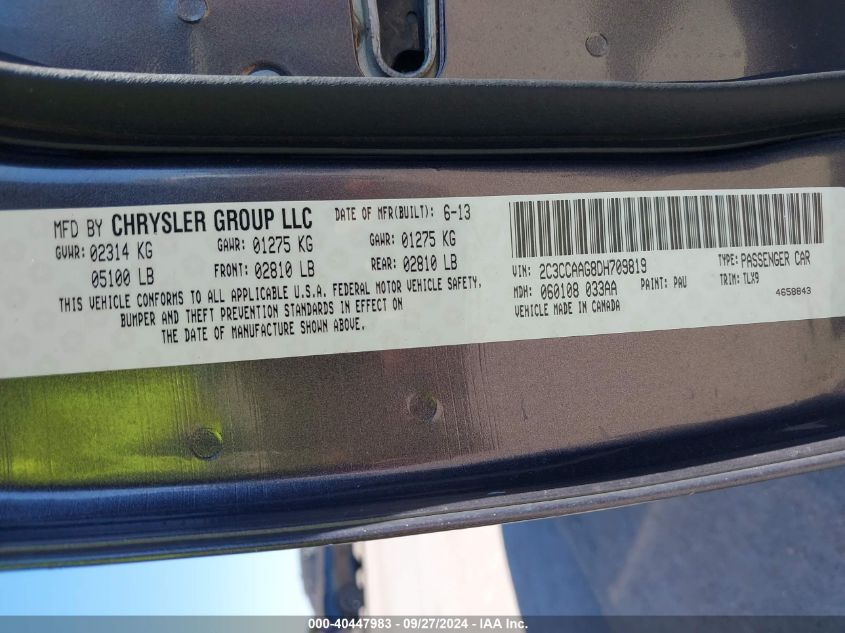 MFD BY CHRYSLER GROUP LLC DATE OF MFR(BUILT): 6-13
GVWR: 02314 KG GAWR: 01275 KG GAWR: 01275 KG
05100 LB FRONT: 02810 LB REAR: 02810 LB
THIS VEHICLE CONFORMS TO ALL APPLICABLE U.S.A. FEDERAL MOTOR VEHICLE SAFETY,
BUMPER AND THEFT PREVENTION STANDARDS IN EFFECT ON
THE DATE OF MANUFACTURE SHOWN ABOVE.
VIN: 2C3CCAAG8DH709819 TYPE: PASSENGER CAR
MDH: 060108 033AA PAINT: PAU TRIM: TLX9
VEHICLE MADE IN CANADA 4658843
000-40447983 / 09/27/2024 - IAA Inc.